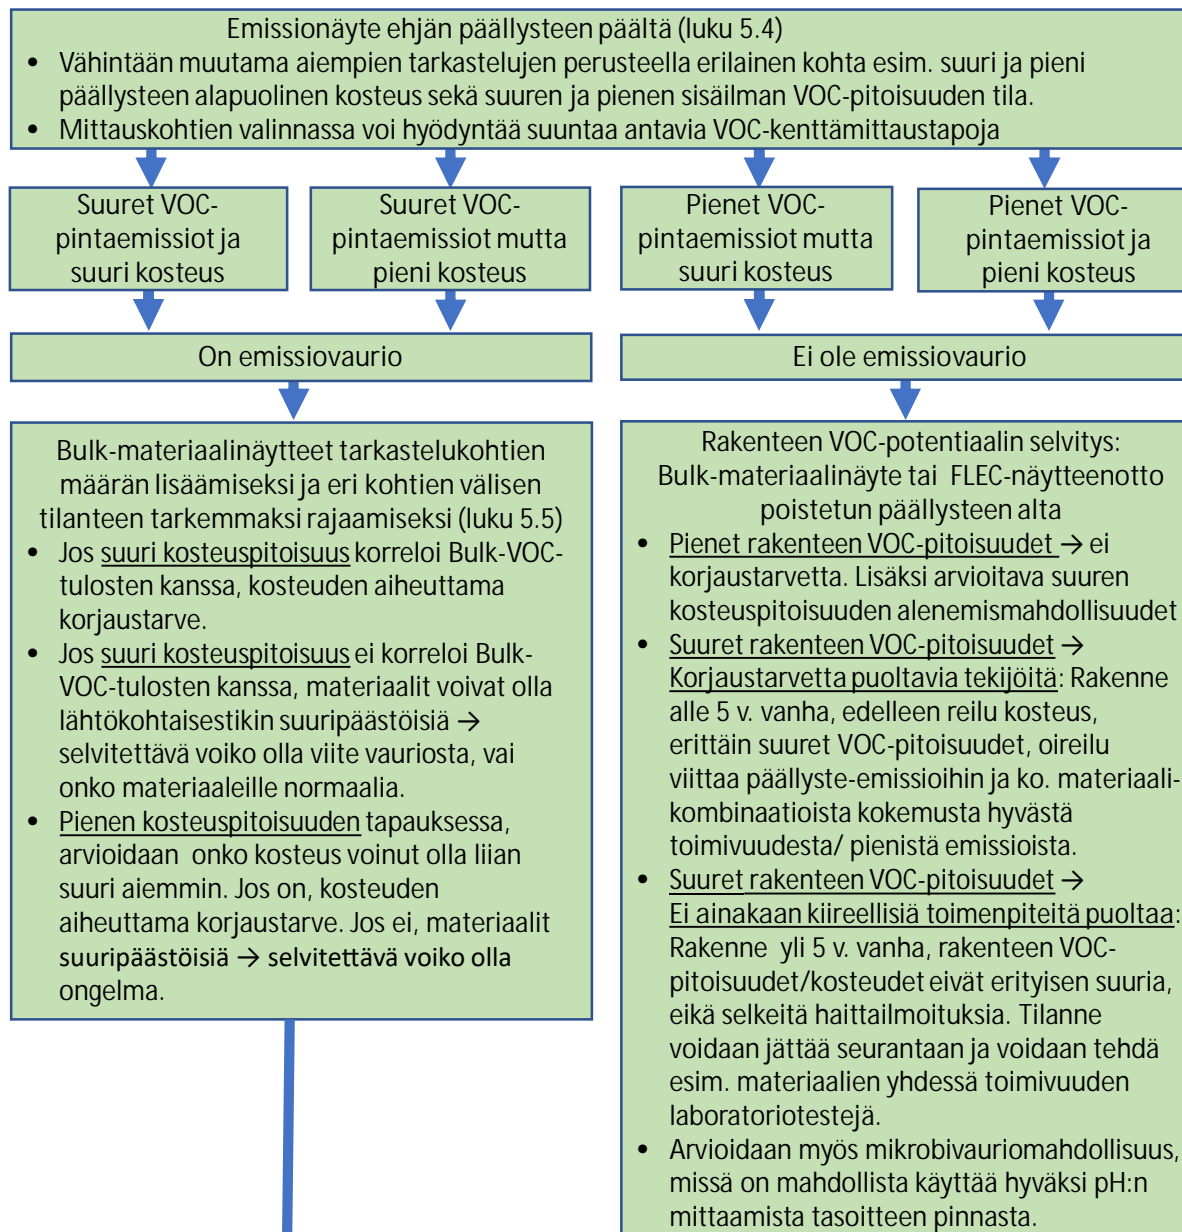 Emissionäyte ehjän päällysteen päältä (luku 5.4)
• Vähintään muutama aiempien tarkastelujen perusteella erilainen kohta esim. suuri ja pieni
päällysteen alapuolinen kosteus sekä suuren ja pienen sisäilman VOC-pitoisuuden tila.
• Mittauskohtien valinnassa voi hyödyntää suuntaa antavia VOC-kenttämittaustapoja
Suuret VOC-
pintaemissiot ja
suuri kosteus
Suuret VOC-
pintaemissiot mutta
pieni kosteus
Pienet VOC-
pintaemissiot mutta
suuri kosteus
Pienet VOC-
pintaemissiot ja
pieni kosteus
On emissiovaurio
Ei ole emissiovaurio
Bulk-materiaalinäytteet tarkastelukohtien
määrän lisäämiseksi ja eri kohtien välisen
tilanteen tarkemmaksi rajaamiseksi (luku 5.5)
• Jos suuri kosteuspitoisuus korreloi Bulk-VOC-
tulosten kanssa, kosteuden aiheuttama
korjaustarve.
• Jos suuri kosteuspitoisuus ei korreloi Bulk-
VOC-tulosten kanssa, materiaalit voivat olla
lähtökohtaisestikin suuripäästöisiä →
selvitettävä voiko olla viite vauriosta, vai
onko materiaaleille normaalia.
• Pienen kosteuspitoisuuden tapauksessa,
arvioidaan onko kosteus voinut olla liian
suuri aiemmin. Jos on, kosteuden
aiheuttama korjaustarve. Jos ei, materiaalit
suuripäästöisiä → selvitettävä voiko olla
ongelma.
Rakenteen VOC-potentiaalin selvitys:
Bulk-materiaalinäyte tai FLEC-näytteenotto
poistetun päällysteen alta
• Pienet rakenteen VOC-pitoisuudet → ei
korjaustarvetta. Lisäksi arvioitava suuren
kosteuspitoisuuden alenemismahdollisuudet
• Suuret rakenteen VOC-pitoisuudet →
Korjaustarvetta puoltavia tekijöitä: Rakenne
alle 5 v. vanha, edelleen reilu kosteus,
erittäin suuret VOC-pitoisuudet, oireilu
viittaa päällyste-emissioihin ja ko. materiaali-
kombinaatioista kokemusta hyvästä
toimivuudesta/ pienistä emissioista.
• Suuret rakenteen VOC-pitoisuudet →
Ei ainakaan kiireellisiä toimenpiteitä puoltaa:
Rakenne yli 5 v. vanha, rakenteen VOC-
pitoisuudet/kosteudet eivät erityisen suuria,
eikä selkeitä haittailmoituksia. Tilanne
voidaan jättää seurantaan ja voidaan tehdä
esim. materiaalien yhdessä toimivuuden
laboratoriotestejä.
• Arvioidaan myös mikrobivauriomahdollisuus,
missä on mahdollista käyttää hyväksi pH:n
mittaamista tasoitteen pinnasta.